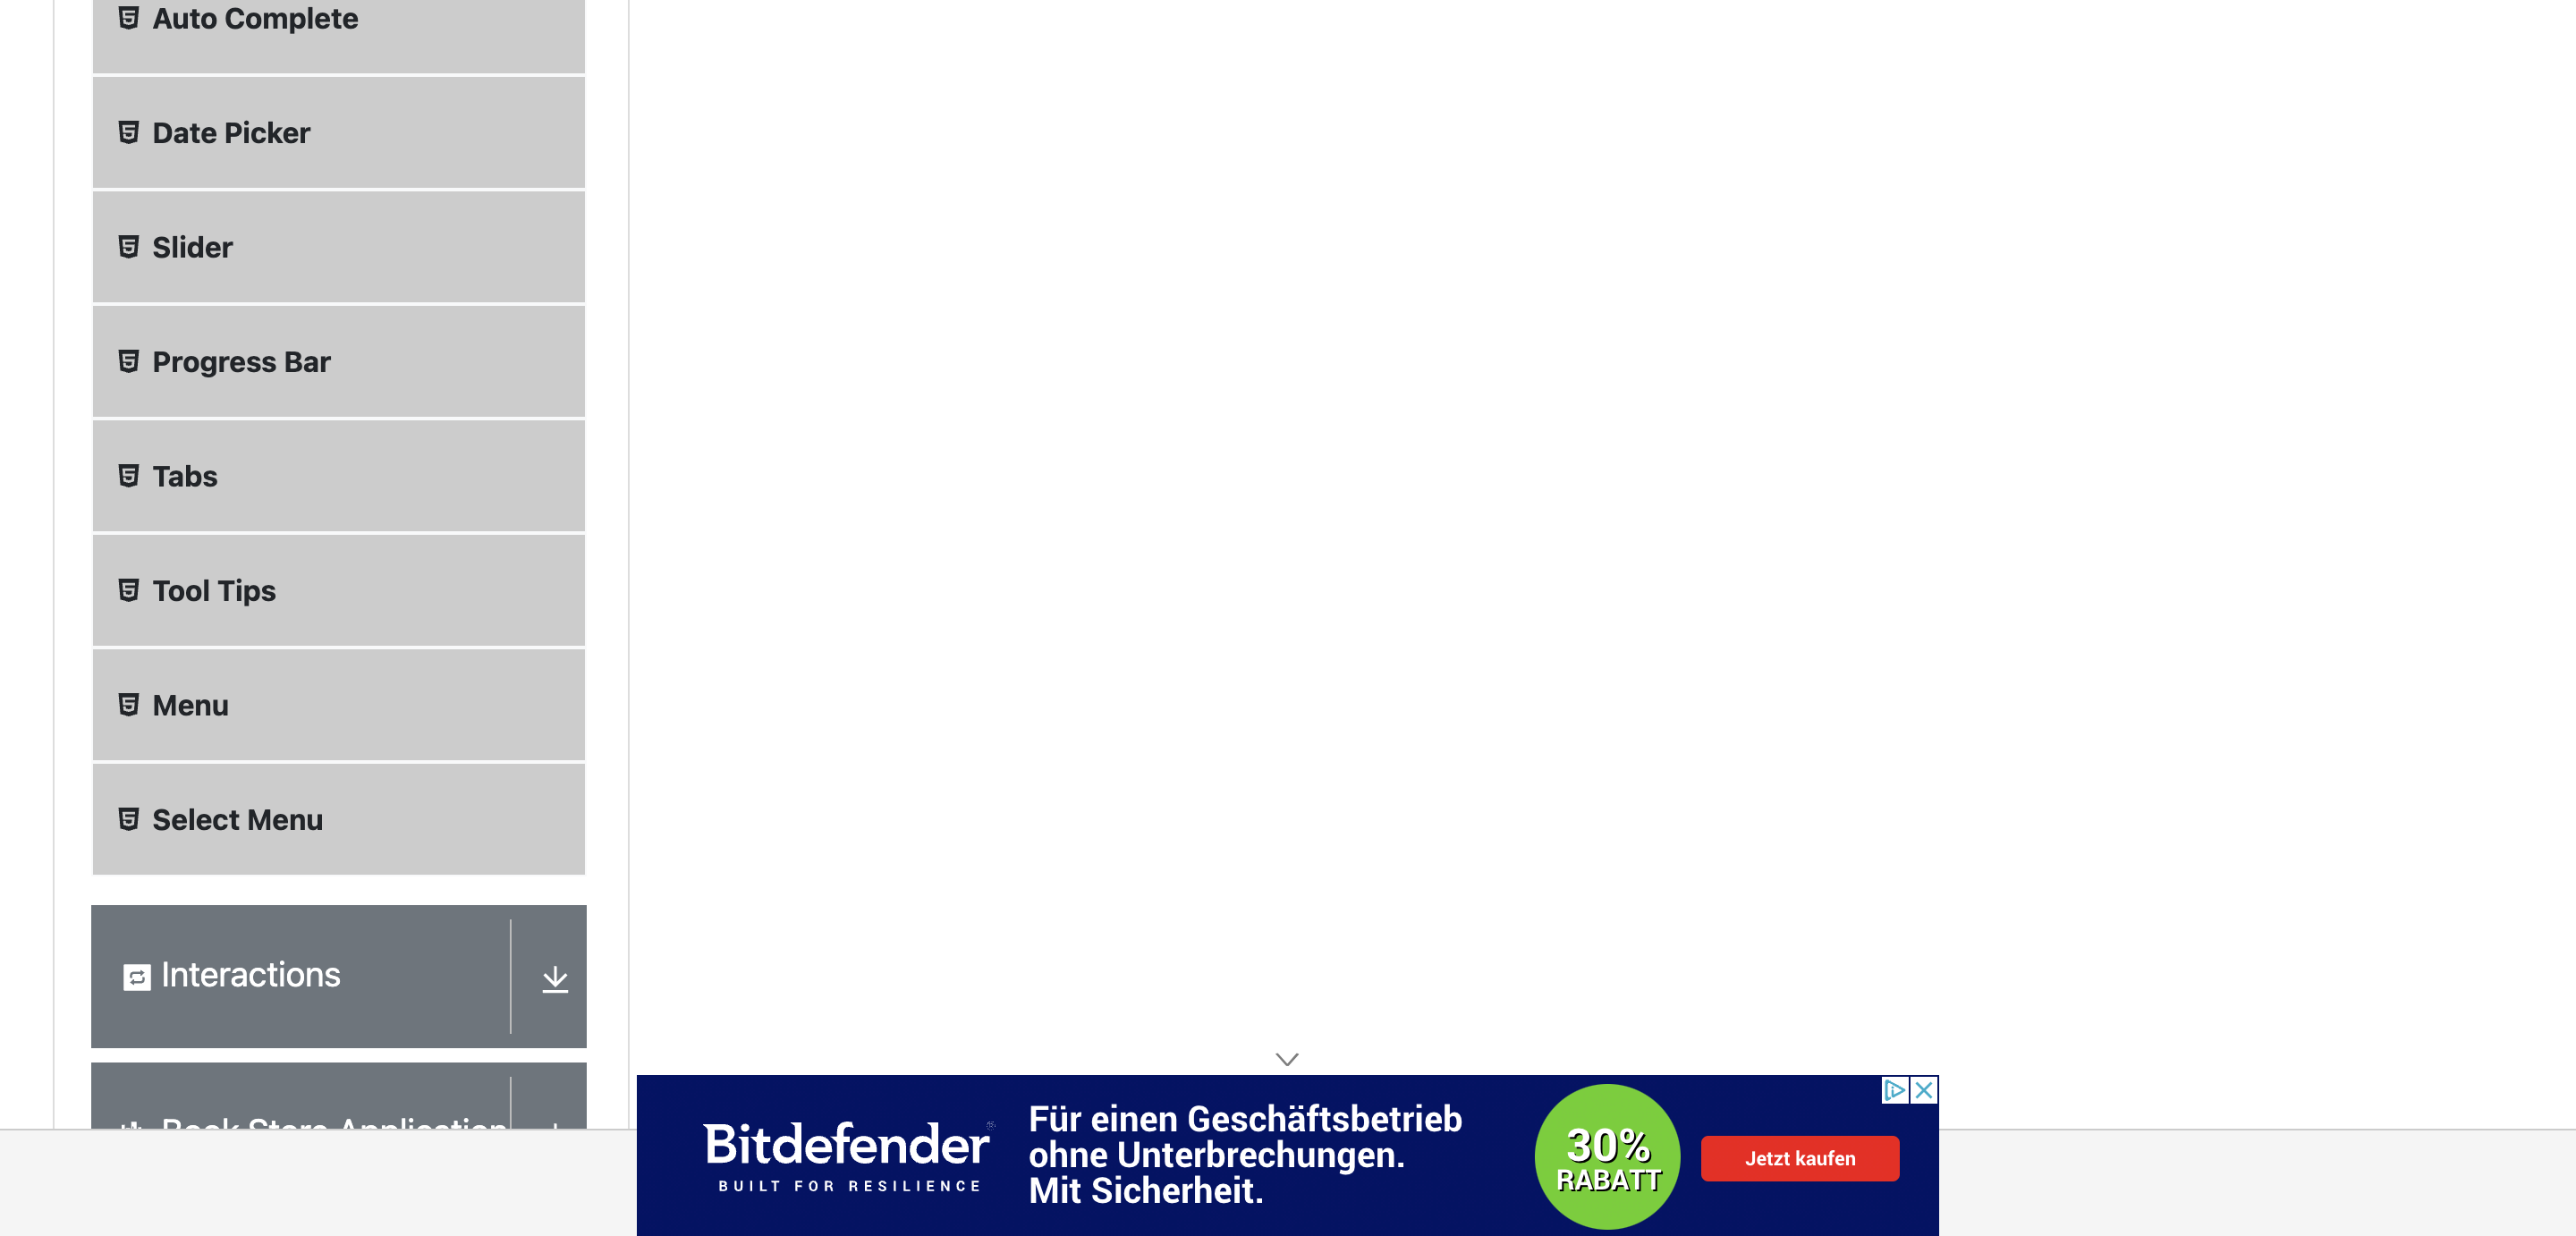 Auto Complete
Date Picker
Slider
Progress Bar
Tabs
Tool Tips
Menu
Select Menu
Interactions
Book Store Application
Bitdefender
BUILT FOR RESILIENCE
Für einen Geschäftsbetrieb
ohne Unterbrechungen.
Mit Sicherheit.
30%
RABATT
Jetzt kaufen